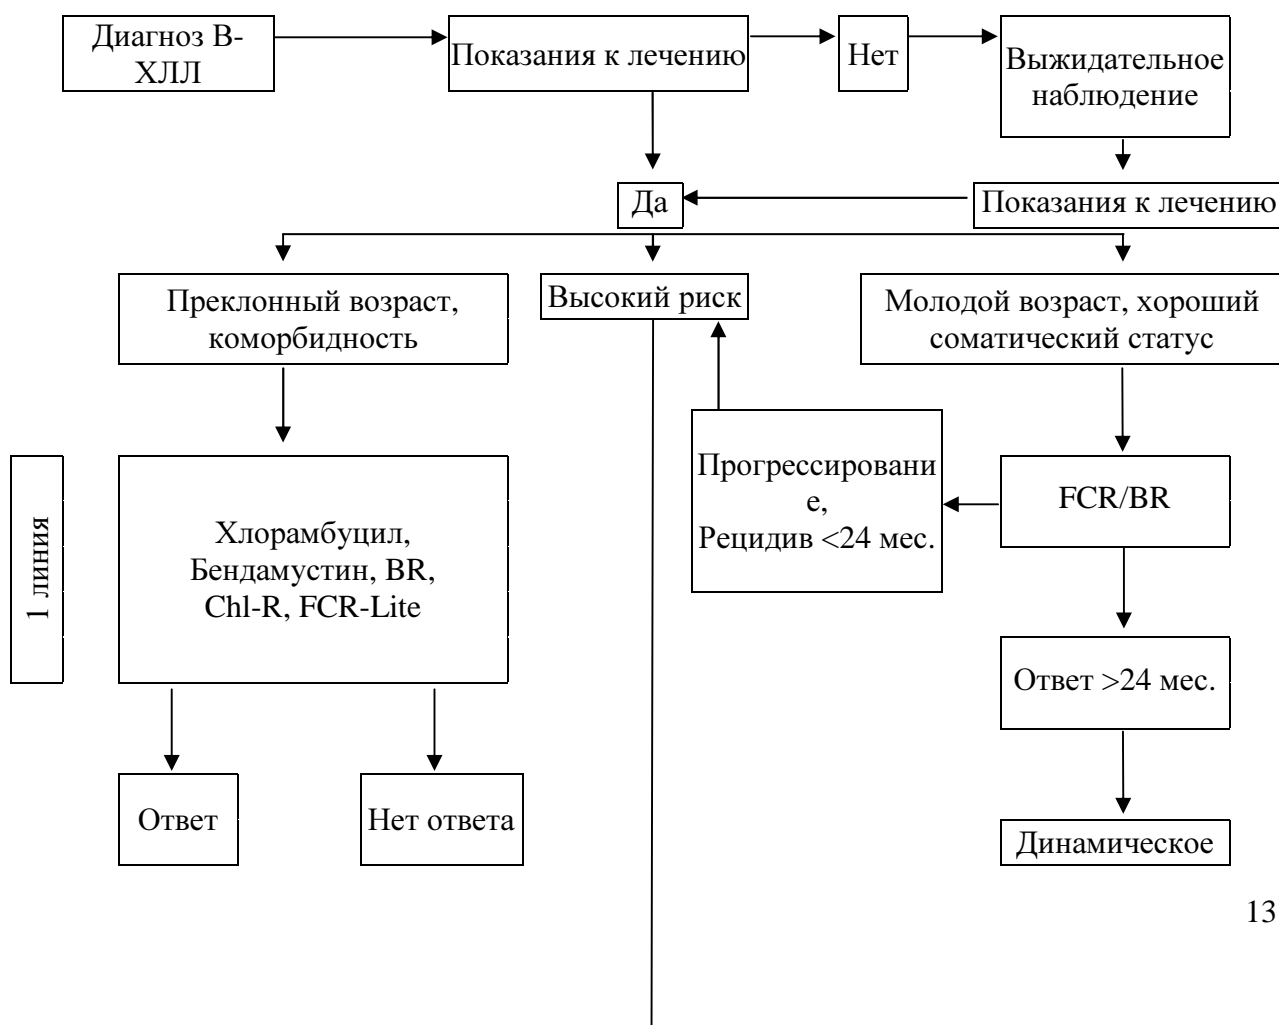 Диагноз В-
ХЛЛ
Показания к лечению
Нет
Выжидательное
наблюдение
Да
Показания к лечению
Преклонный возраст,
коморбидность
Высокий риск
Молодой возраст, хороший
соматический статус
1 линия
Хлорамбуцил,
Бендамустин, BR,
Chl-R, FCR-Lite
Прогрессировани
е,
Рецидив <24 мес.
FCR/BR
Ответ >24 мес.
Ответ
Нет ответа
Динамическое
13